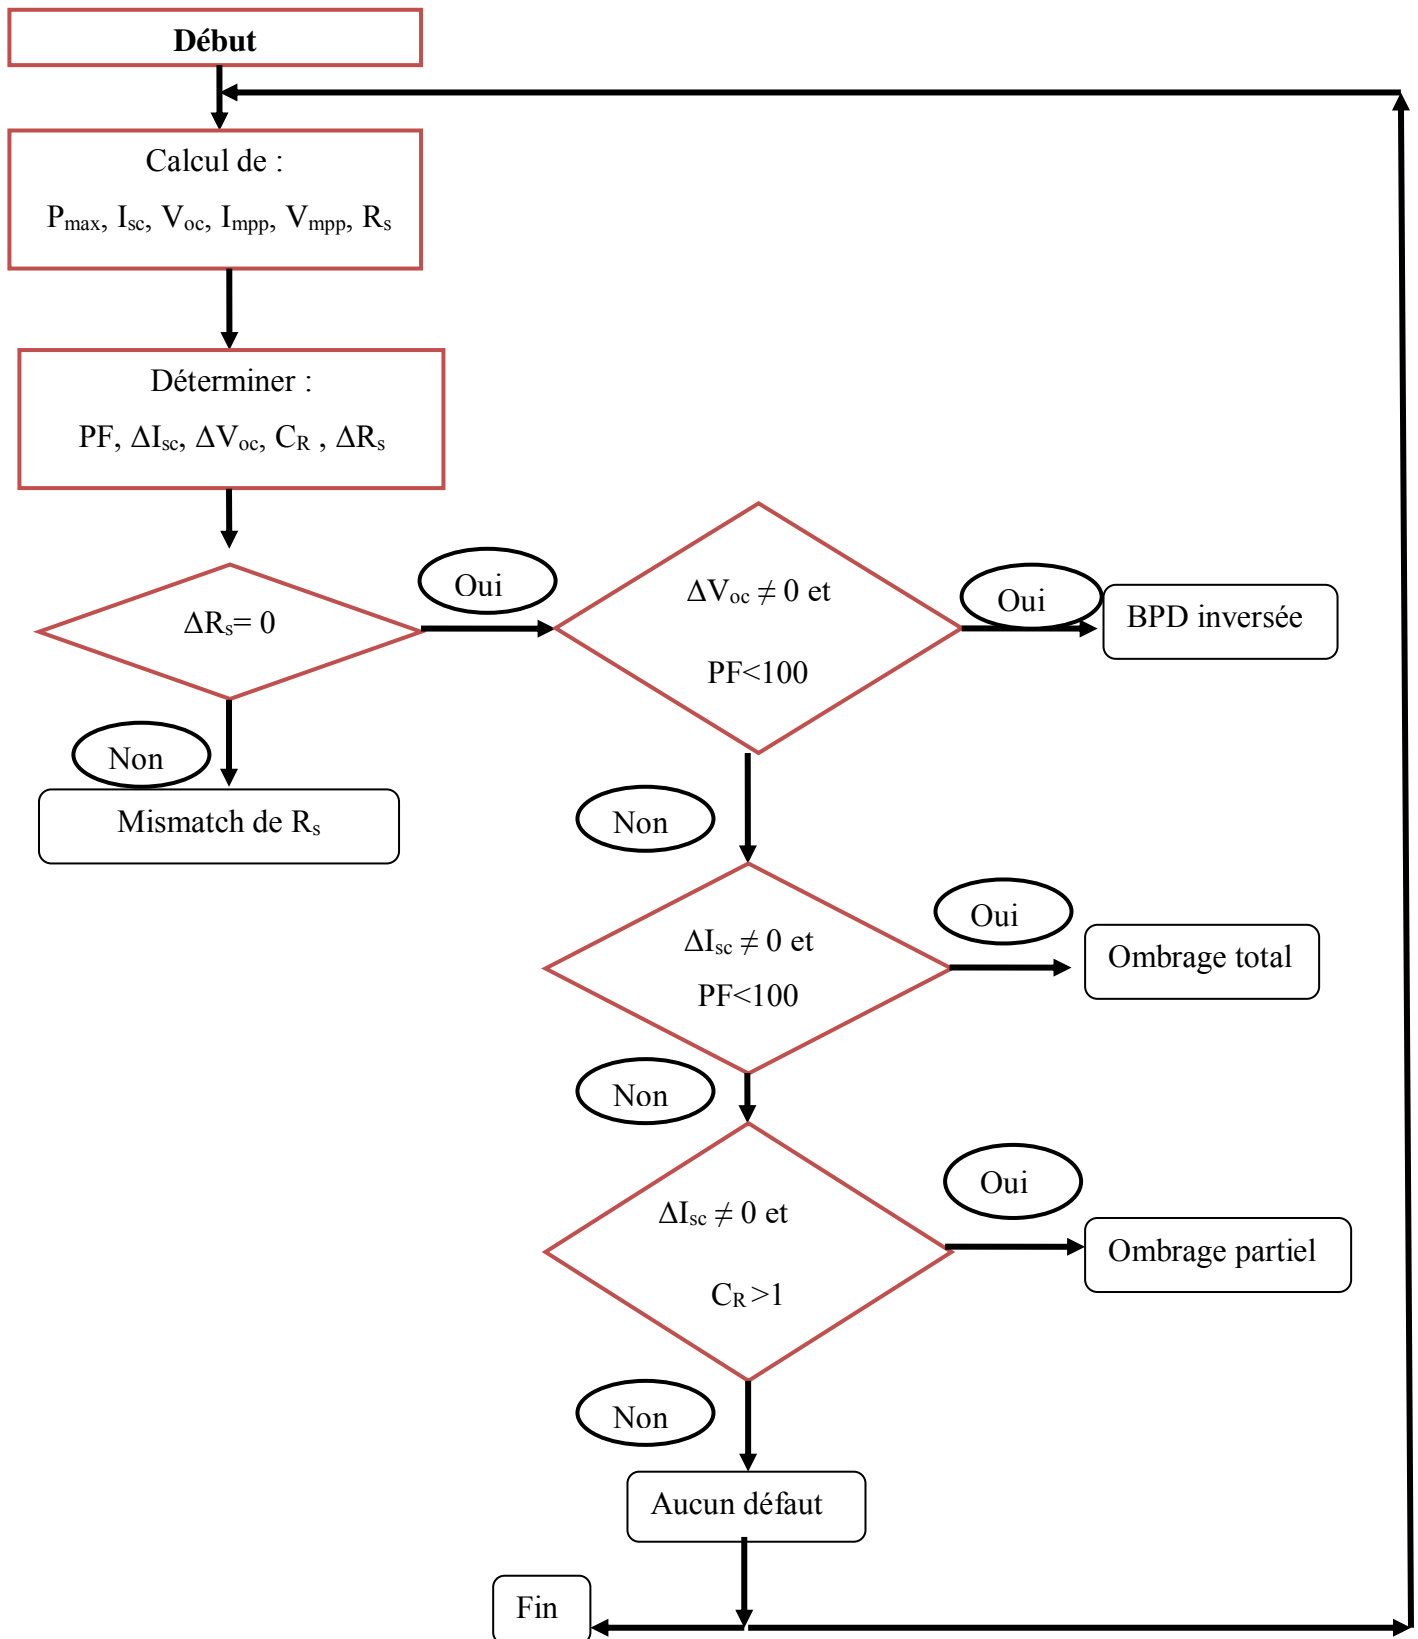 Début
Calcul de :
Pmax, Isc, Voc, Impp, Vmpp, Rs
Déterminer :
PF, ΔIsc, ΔVoc, CR , ΔRs
ΔRs= 0
Oui
ΔVoc ≠ 0 et
PF<100
Oui
BPD inversée
Non
Mismatch de Rs
Non
ΔIsc ≠ 0 et
PF<100
Oui
Ombrage total
Non
ΔIsc ≠ 0 et
CR >1
Oui
Ombrage partiel
Non
Aucun défaut
Fin